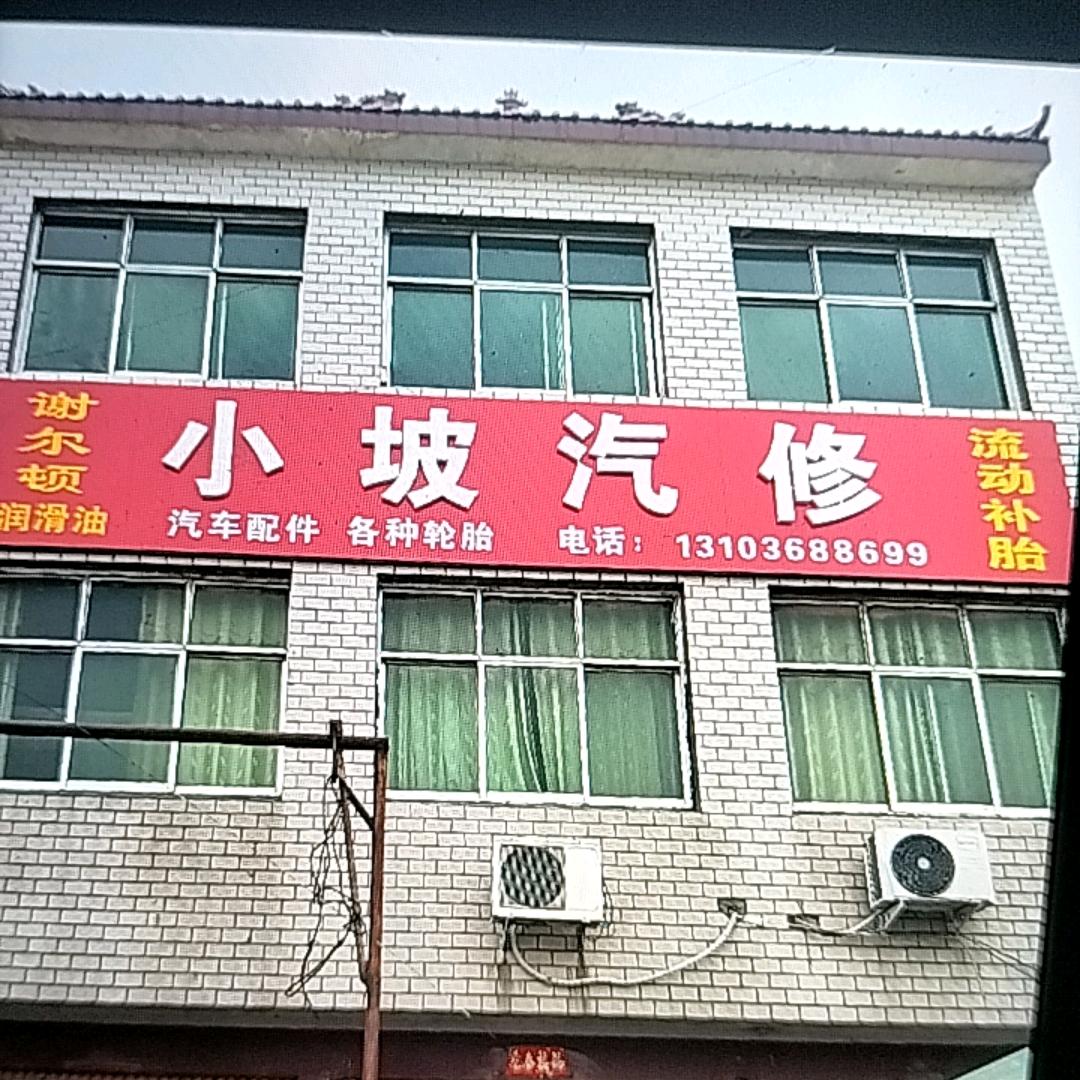 谢尔顿
润滑油
小坡汽修
汽车配件 各种轮胎 电话：13103688699
流动补胎